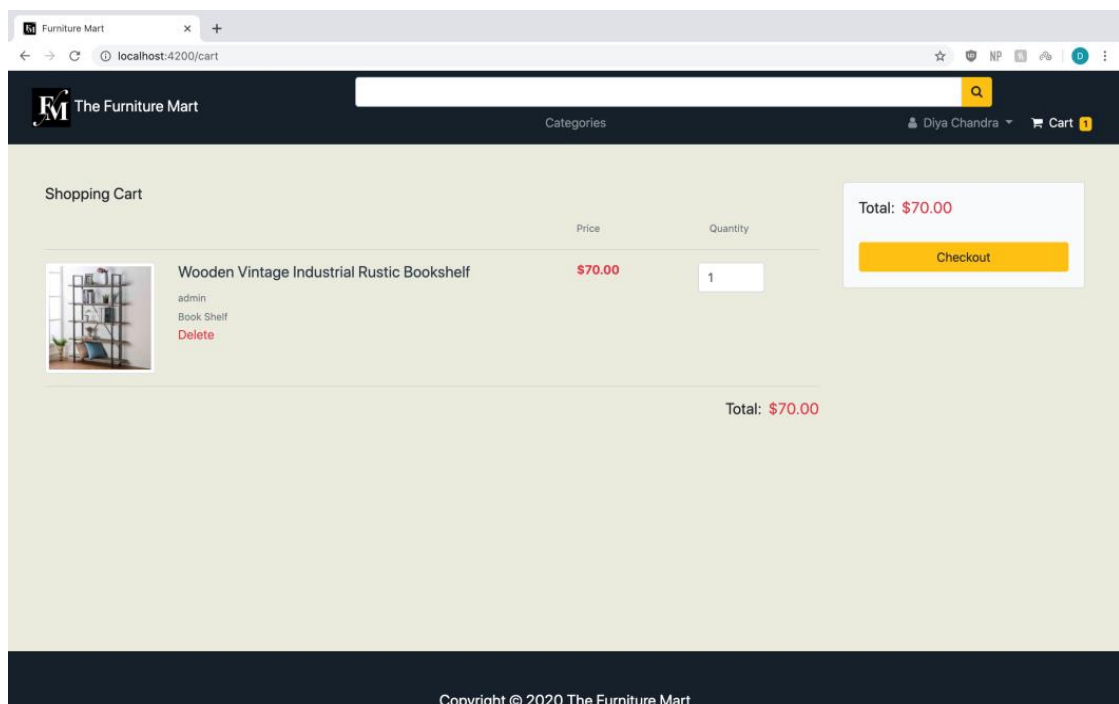 Furniture Mart
localhost:4200/cart
NP
D
FM The Furniture Mart
Categories
Diya Chandra
Cart 1
Shopping Cart
Price Quantity
Wooden Vintage Industrial Rustic Bookshelf $70.00 1
admin
Book Shelf
Delete
Total: $70.00
Total: $70.00
Checkout
Copyright © 2020 The Furniture Mart